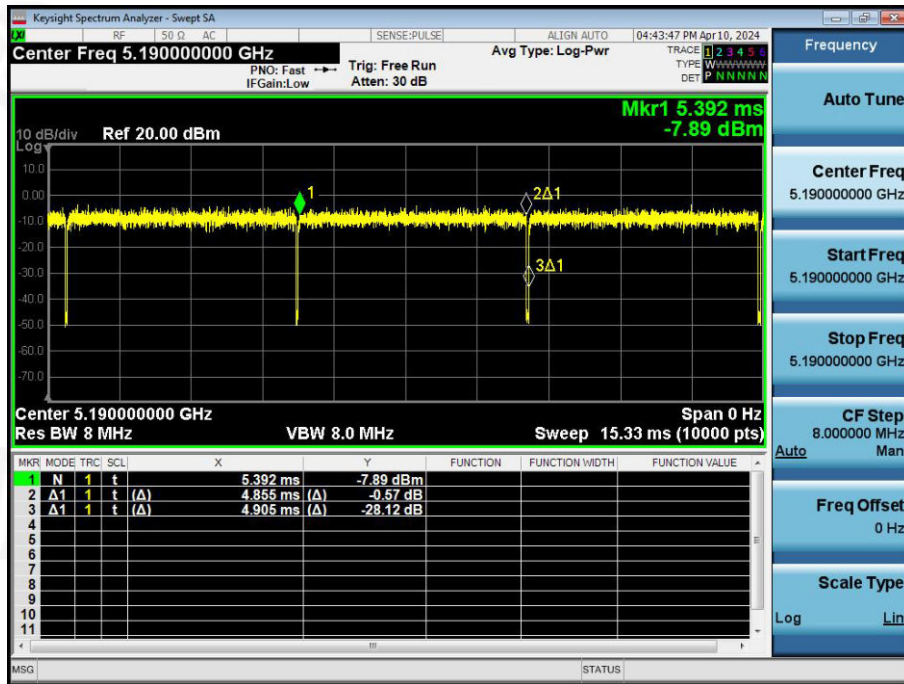 Keysight Spectrum Analyzer - Swept SA
RF 50 Ω AC SENSE:PULSE ALIGN AUTO 04:43:47 PM Apr 10, 2024
Center Freq 5.190000000 GHz
PNO: Fast
IFGain:Low
Trig: Free Run
Atten: 30 dB
Avg Type: Log-Pwr
TRACE 1 2 3 4 5 6
TYPE W
DET P N N N N N
Mkr1 5.392 ms
-7.89 dBm
10 dB/div Ref 20.00 dBm
Log
10.0
0.00
-10.0
-20.0
-30.0
-40.0
-50.0
-60.0
-70.0
1
2Δ1
3Δ1
Center 5.190000000 GHz Span 0 Hz
Res BW 8 MHz VBW 8.0 MHz Sweep 15.33 ms (10000 pts)
MKR MODE TRC SCL X Y FUNCTION FUNCTION WIDTH FUNCTION VALUE
1 N 1 t 5.392 ms -7.89 dBm
2 Δ1 1 t (Δ) 4.855 ms (Δ) -0.57 dB
3 Δ1 1 t (Δ) 4.905 ms (Δ) -28.12 dB
4
5
6
7
8
9
10
11
MSG STATUS
Frequency
Auto Tune
Center Freq
5.190000000 GHz
Start Freq
5.190000000 GHz
Stop Freq
5.190000000 GHz
CF Step
8.000000 MHz
Auto Man
Freq Offset
0 Hz
Scale Type
Log Lin